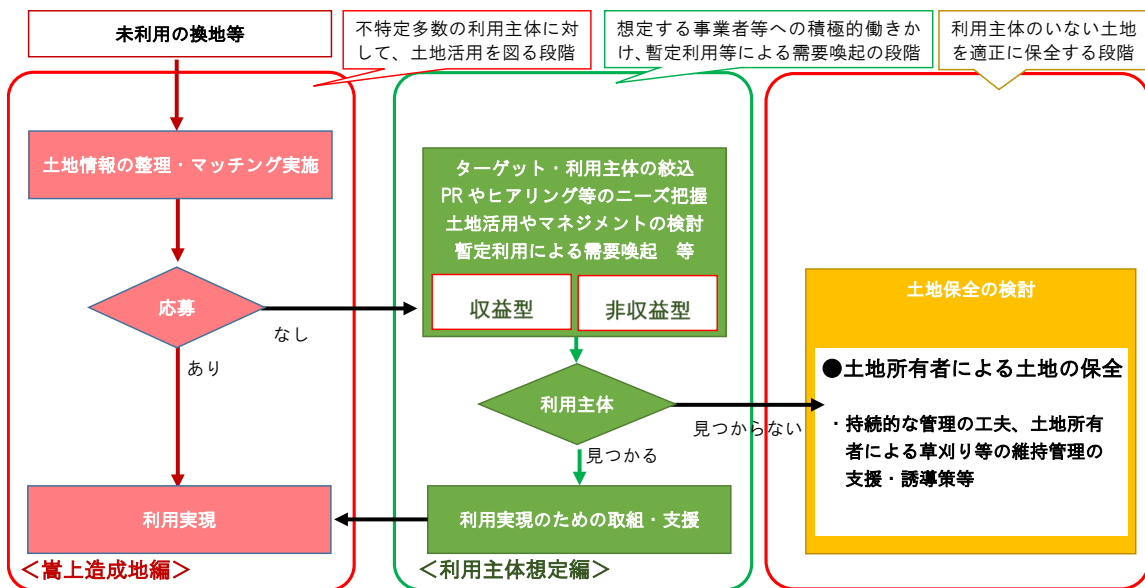 未利用の換地等
不特定多数の利用主体に対
して、土地活用を図る段階
想定する事業者等への積極的働きか
け、暫定利用等による需要喚起の段階
利用主体のいない土地
を適正に保全する段階
土地情報の整理・マッチング実施
応募
なし
あり
利用実現
＜嵩上造成地編＞
ターゲット・利用主体の絞込
PRやヒアリング等のニーズ把握
土地活用やマネジメントの検討
暫定利用による需要喚起　等
収益型
非収益型
利用主体
見つからない
見つかる
利用実現のための取組・支援
＜利用主体想定編＞
土地保全の検討
●土地所有者による土地の保全
・持続的な管理の工夫、土地所有
者による草刈り等の維持管理の
支援・誘導策等